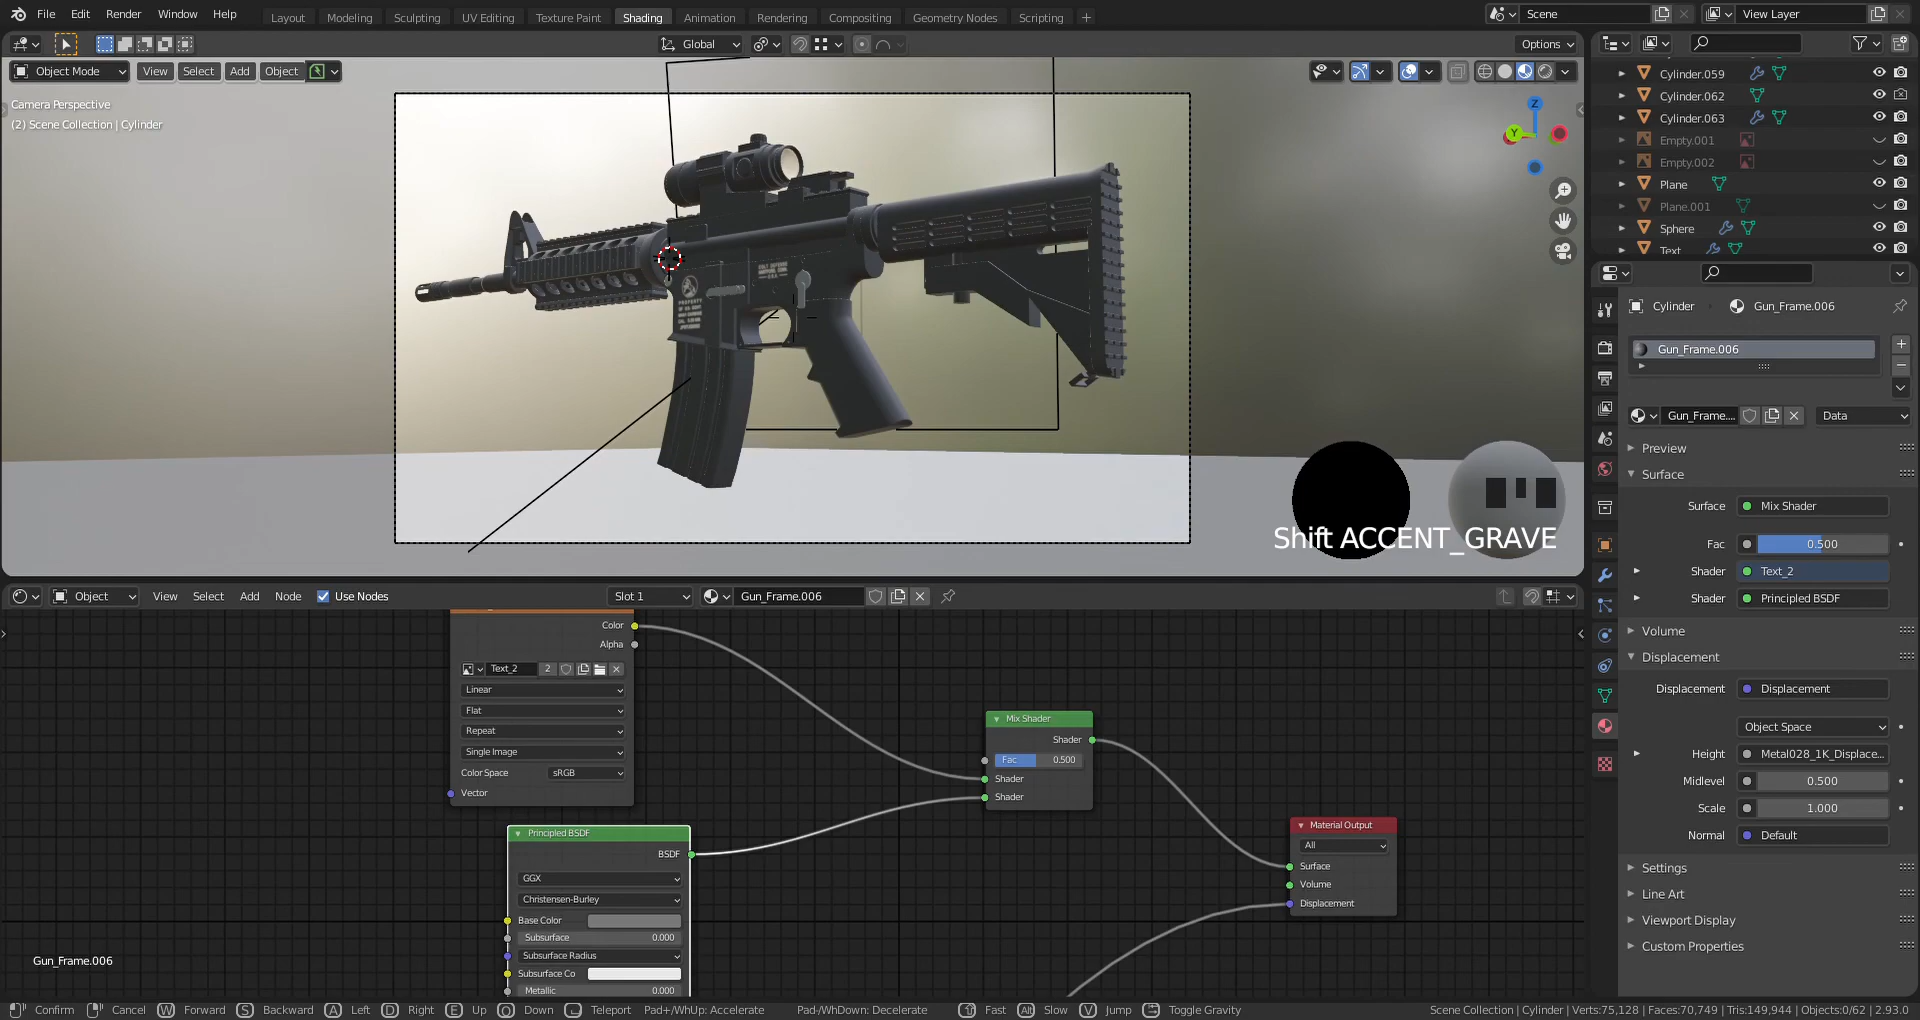 File Edit Render Window Help
Layout Modeling Sculpting UV Editing Texture Paint Shading Animation Rendering Compositing Geometry Nodes Scripting +
Scene View Layer
Global Options
Object Mode View Select Add Object
Camera Perspective
(2) Scene Collection | Cylinder
Z
Y
PROPERTY
Shift ACCENT_GRAVE
Cylinder.059
Cylinder.062
Cylinder.063
Empty.001
Empty.002
Plane
Plane.001
Sphere
Text
Cylinder Gun_Frame.006
Gun_Frame.006
Gun_Frame.... Data
Preview
Surface
Surface Mix Shader
Fac 0.500
Shader Text_2
Shader Principled BSDF
Volume
Displacement
Displacement Displacement
Object Space
Height Metal028_1K_Displace...
Midlevel 0.500
Scale 1.000
Normal Default
Settings
Line Art
Viewport Display
Custom Properties
Object View Select Add Node Use Nodes Slot 1 Gun_Frame.006
Color
Alpha
Text_2 2
Linear
Flat
Repeat
Single Image
Color Space sRGB
Vector
Principled BSDF
BSDF
GGX
Christensen-Burley
Base Color
Subsurface 0.000
Subsurface Radius
Subsurface Co
Metallic 0.000
Mix Shader
Shader
Fac 0.500
Shader
Shader
Material Output
All
Surface
Volume
Displacement
Gun_Frame.006
Confirm Cancel W Forward S Backward A Left D Right E Up Q Down Teleport Pad+/WhUp: Accelerate Pad-/WhDown: Decelerate Fast Alt Slow V Jump Toggle Gravity Scene Collection | Cylinder | Verts:75,128 | Faces:70,749 | Tris:149,944 | Objects:0/62 | 2.93.0